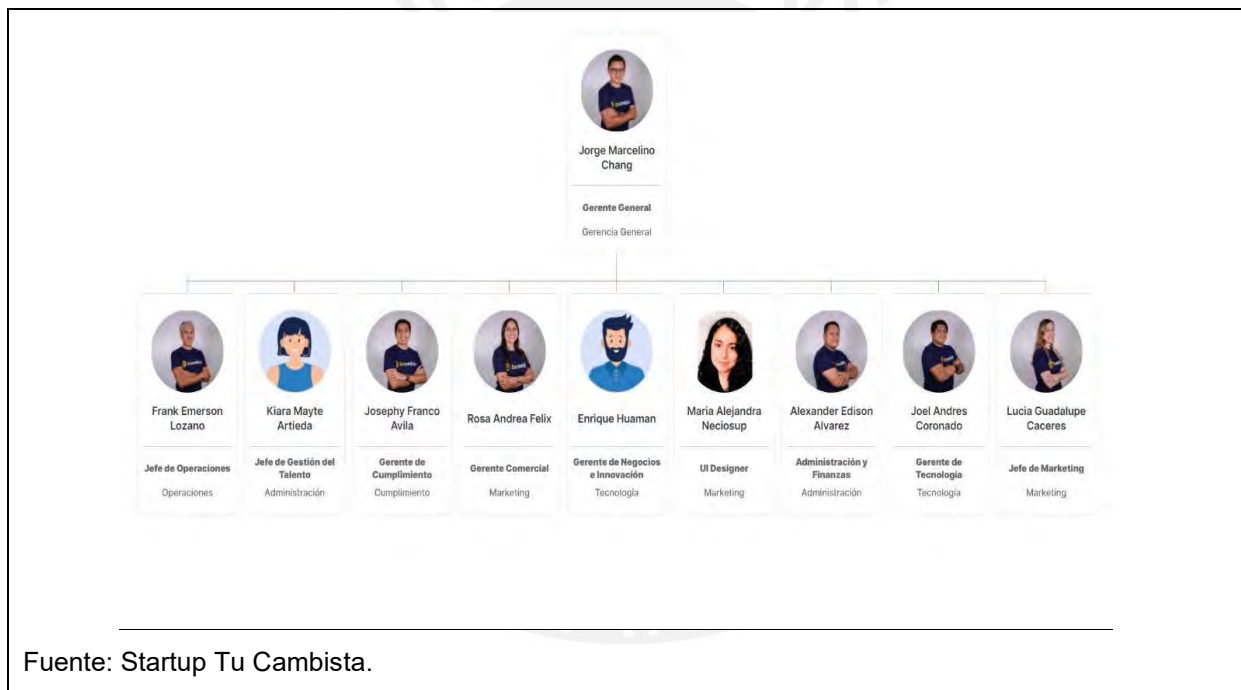 Jorge Marcelino
Chang
Gerente General
Gerencia General
Frank Emerson
Lozano
Jefe de Operaciones
Operaciones
Kiara Mayte
Artieda
Jefe de Gestión del
Talento
Administración
Josephy Franco
Avila
Gerente de
Cumplimiento
Cumplimiento
Rosa Andrea Felix
Gerente Comercial
Marketing
Enrique Huaman
Gerente de Negocios
e Innovación
Tecnología
Maria Alejandra
Neciosup
UI Designer
Marketing
Alexander Edison
Alvarez
Administración y
Finanzas
Administración
Joel Andres
Coronado
Gerente de
Tecnología
Tecnología
Lucia Guadalupe
Caceres
Jefe de Marketing
Marketing
Fuente: Startup Tu Cambista.